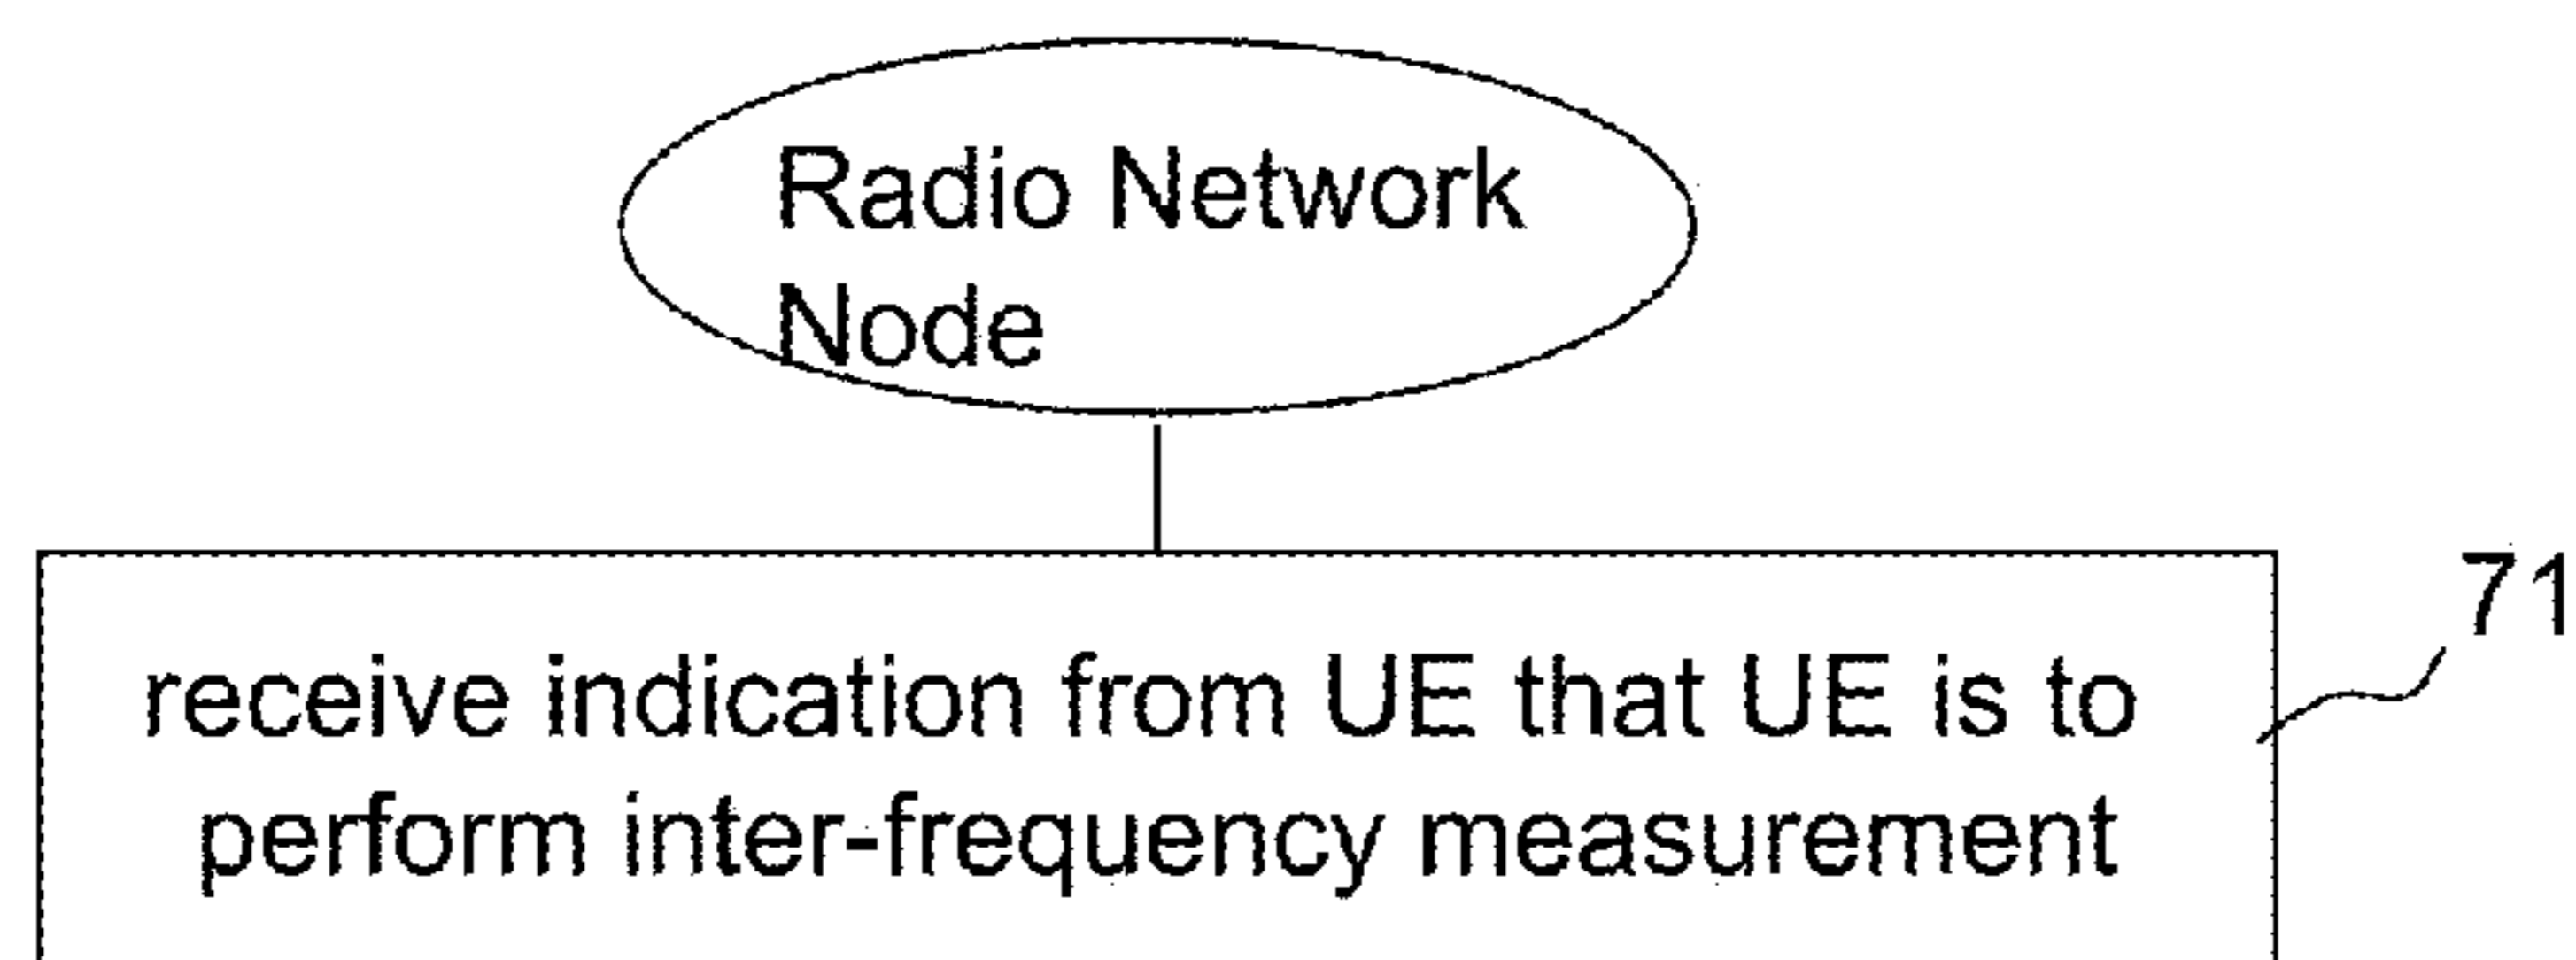 Radio Network
Node
71
receive indication from UE that UE is to
perform inter-frequency measurement